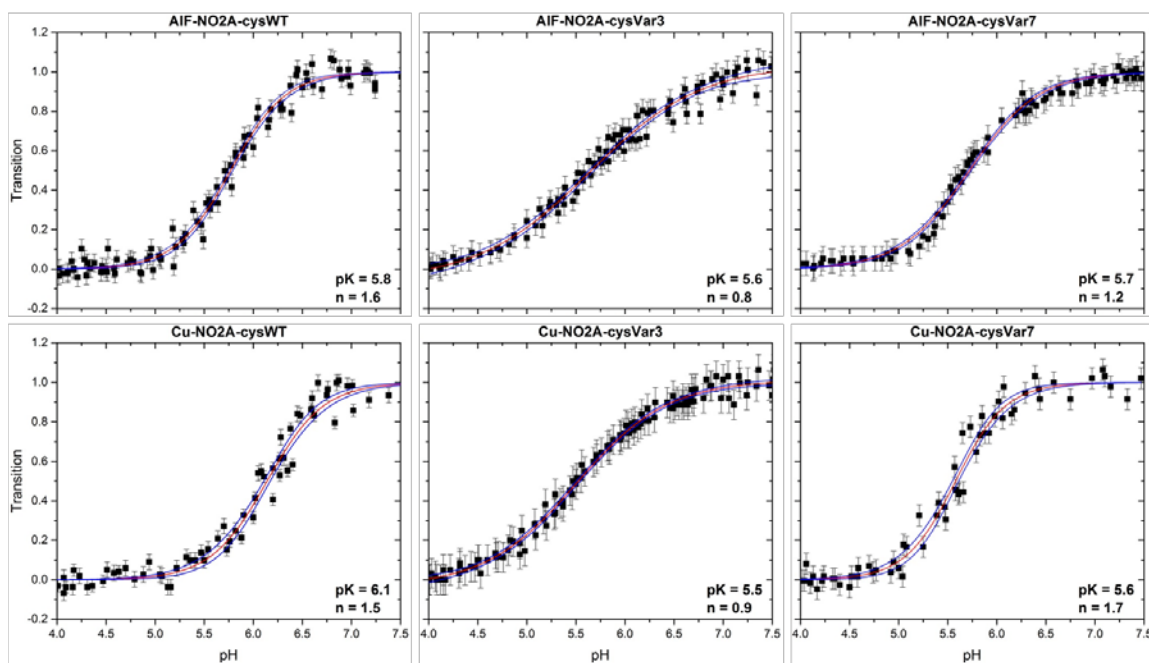 AlF-NO2A-cysWT
AlF-NO2A-cysVar3
AlF-NO2A-cysVar7
1.2
1.0
0.8
0.6
0.4
0.2
0.0
-0.2
Transition
pK = 5.8
n = 1.6
pK = 5.6
n = 0.8
pK = 5.7
n = 1.2
Cu-NO2A-cysWT
Cu-NO2A-cysVar3
Cu-NO2A-cysVar7
1.2
1.0
0.8
0.6
0.4
0.2
0.0
-0.2
Transition
pK = 6.1
n = 1.5
pK = 5.5
n = 0.9
pK = 5.6
n = 1.7
4.0 4.5 5.0 5.5 6.0 6.5 7.0 7.5
4.0 4.5 5.0 5.5 6.0 6.5 7.0 7.5
4.0 4.5 5.0 5.5 6.0 6.5 7.0 7.5
pH
pH
pH